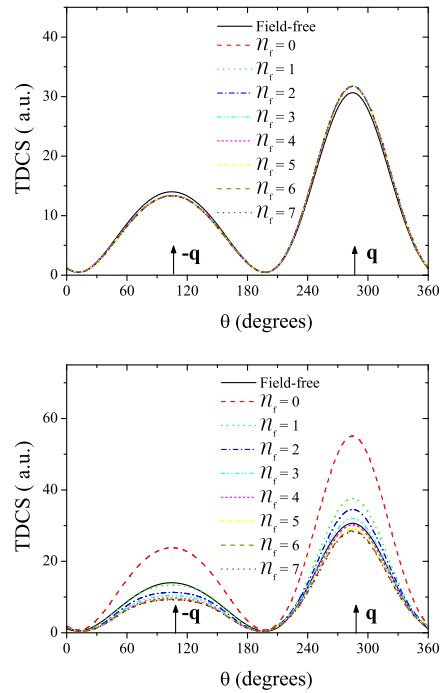 45
30
15
0
TDCS ( a.u.)
Field-free
n_f = 0
n_f = 1
n_f = 2
n_f = 3
n_f = 4
n_f = 5
n_f = 6
n_f = 7
-q
q
0 60 120 180 240 300 360
θ (degrees)
60
40
20
0
TDCS ( a.u.)
Field-free
n_f = 0
n_f = 1
n_f = 2
n_f = 3
n_f = 4
n_f = 5
n_f = 6
n_f = 7
-q
q
0 60 120 180 240 300 360
θ (degrees)